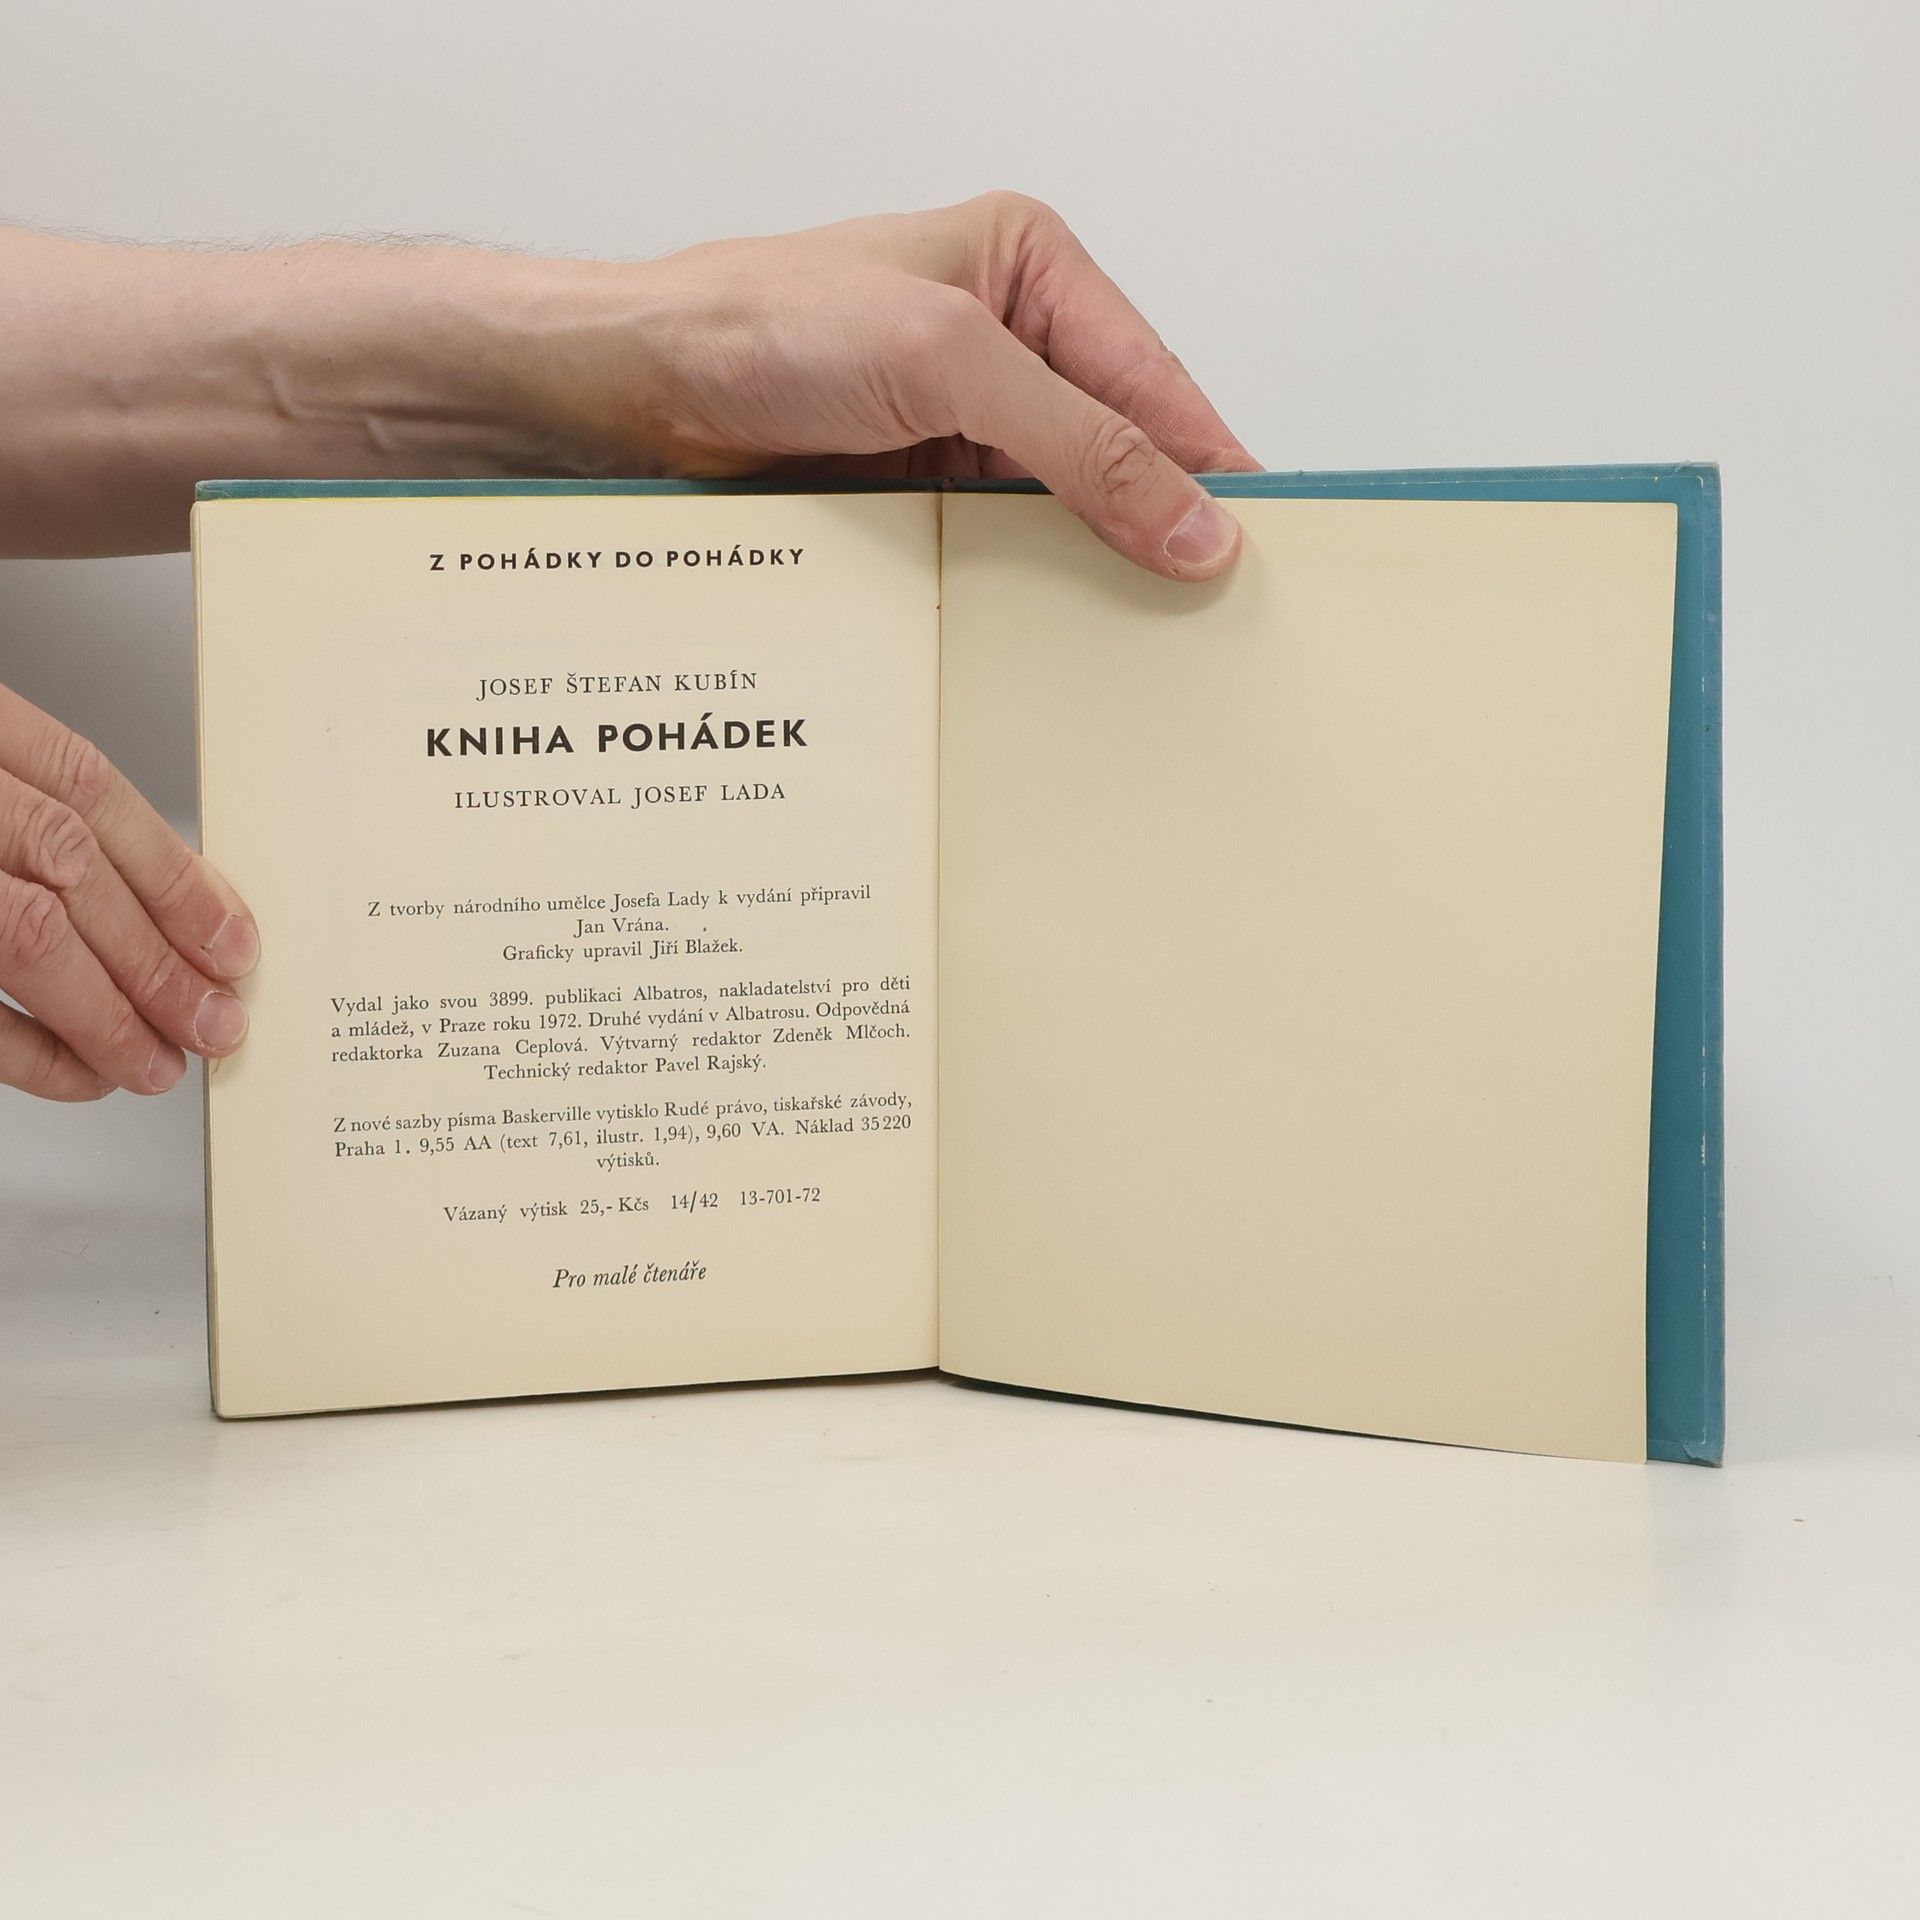 Z POHÁDKY DO POHÁDKY
JOSEF ŠTEFAN KUBÍN
KNIHA POHÁDEK
ILUSTROVAL JOSEF LADA
Z tvorby národního umělce Josefa Lady k vydání připravil
Jan Vrána.
Graficky upravil Jiří Blažek.
Vydal jako svou 3899. publikaci Albatros, nakladatelství pro děti
a mládež, v Praze roku 1972. Druhé vydání v Albatrosu. Odpovědná
redaktorka Zuzana Ceplová. Výtvarný redaktor Zdeněk Mlčoch.
Technický redaktor Pavel Rajský.
Z nové sazby písma Baskerville vytisklo Rudé právo, tiskařské závody,
Praha 1. 9,55 AA (text 7,61, ilustr. 1,94), 9,60 VA. Náklad 35 220
výtisků.
Vázaný výtisk 25,- Kčs 14/42 13-701-72
Pro malé čtenáře